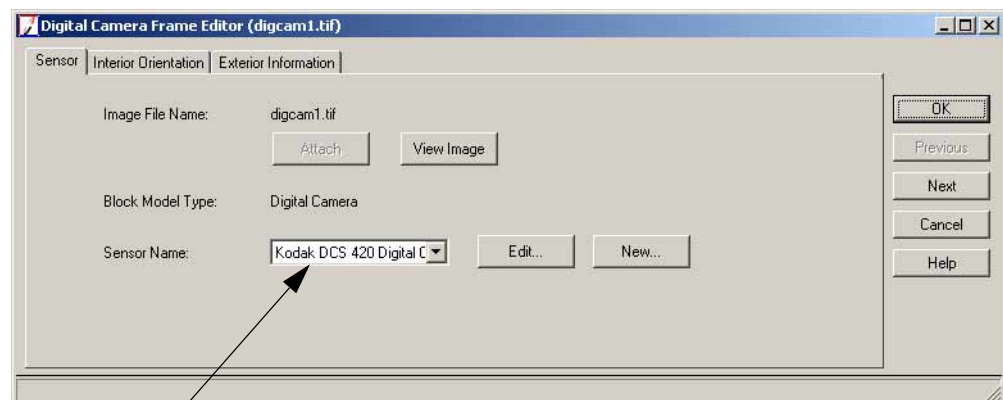 Digital Camera Frame Editor (digcam1.tif)
Sensor Interior Orientation Exterior Information
Image File Name: digcam1.tif
Attach View Image
Block Model Type: Digital Camera
Sensor Name: Kodak DCS 420 Digital C Edit... New...
OK
Previous
Next
Cancel
Help